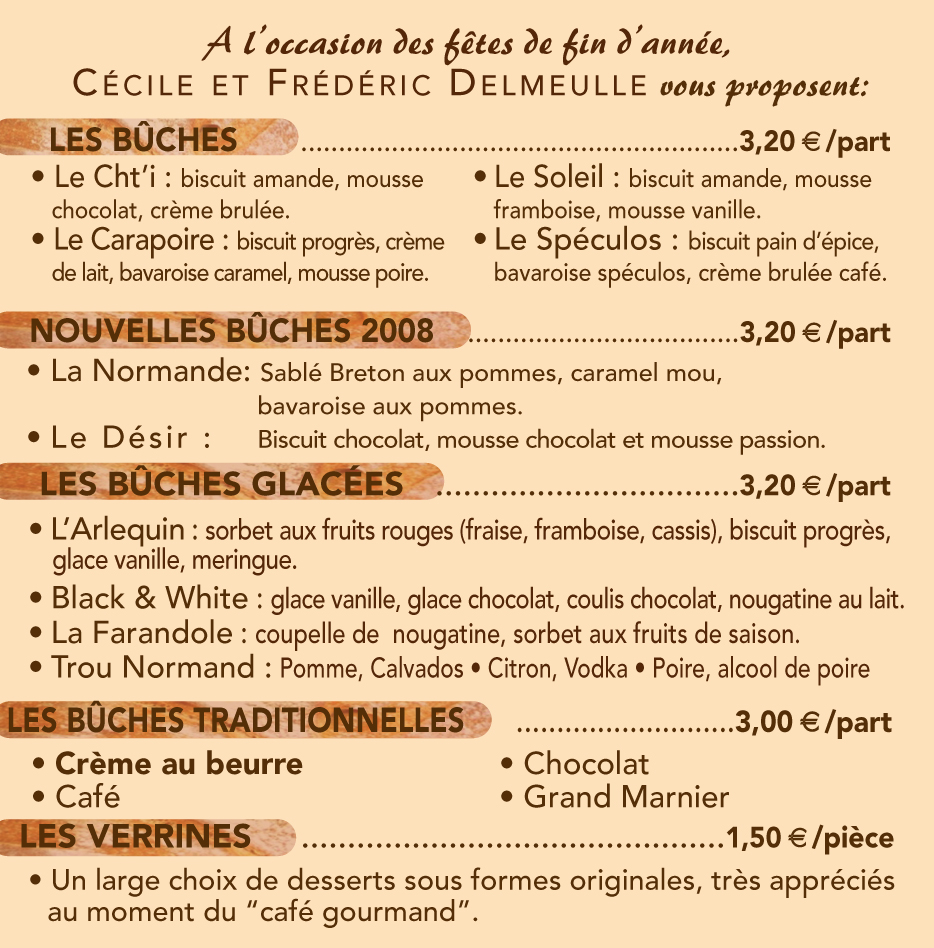 A l'occasion des fêtes de fin d'année,
CÉCILE ET FRÉDÉRIC DELMEULLE vous proposent:
LES BÛCHES ....................................................3,20 €/part
• Le Cht'i : biscuit amande, mousse
chocolat, crème brulée.
• Le Carapoire : biscuit progrès, crème
de lait, bavaroise caramel, mousse poire.
• Le Soleil : biscuit amande, mousse
framboise, mousse vanille.
• Le Spéculos : biscuit pain d'épice,
bavaroise spéculos, crème brulée café.
NOUVELLES BÛCHES 2008 ................................3,20 €/part
• La Normande: Sablé Breton aux pommes, caramel mou,
bavaroise aux pommes.
• Le Désir : Biscuit chocolat, mousse chocolat et mousse passion.
LES BÛCHES GLACÉES ................................3,20 €/part
• L'Arlequin : sorbet aux fruits rouges (fraise, framboise, cassis), biscuit progrès,
glace vanille, meringue.
• Black & White : glace vanille, glace chocolat, coulis chocolat, nougatine au lait.
• La Farandole : coupelle de nougatine, sorbet aux fruits de saison.
• Trou Normand : Pomme, Calvados • Citron, Vodka • Poire, alcool de poire
LES BÛCHES TRADITIONNELLES ..........................3,00 €/part
• Crème au beurre
• Café
• Chocolat
• Grand Marnier
LES VERRINES ..............................................1,50 €/pièce
• Un large choix de desserts sous formes originales, très appréciés
au moment du "café gourmand".